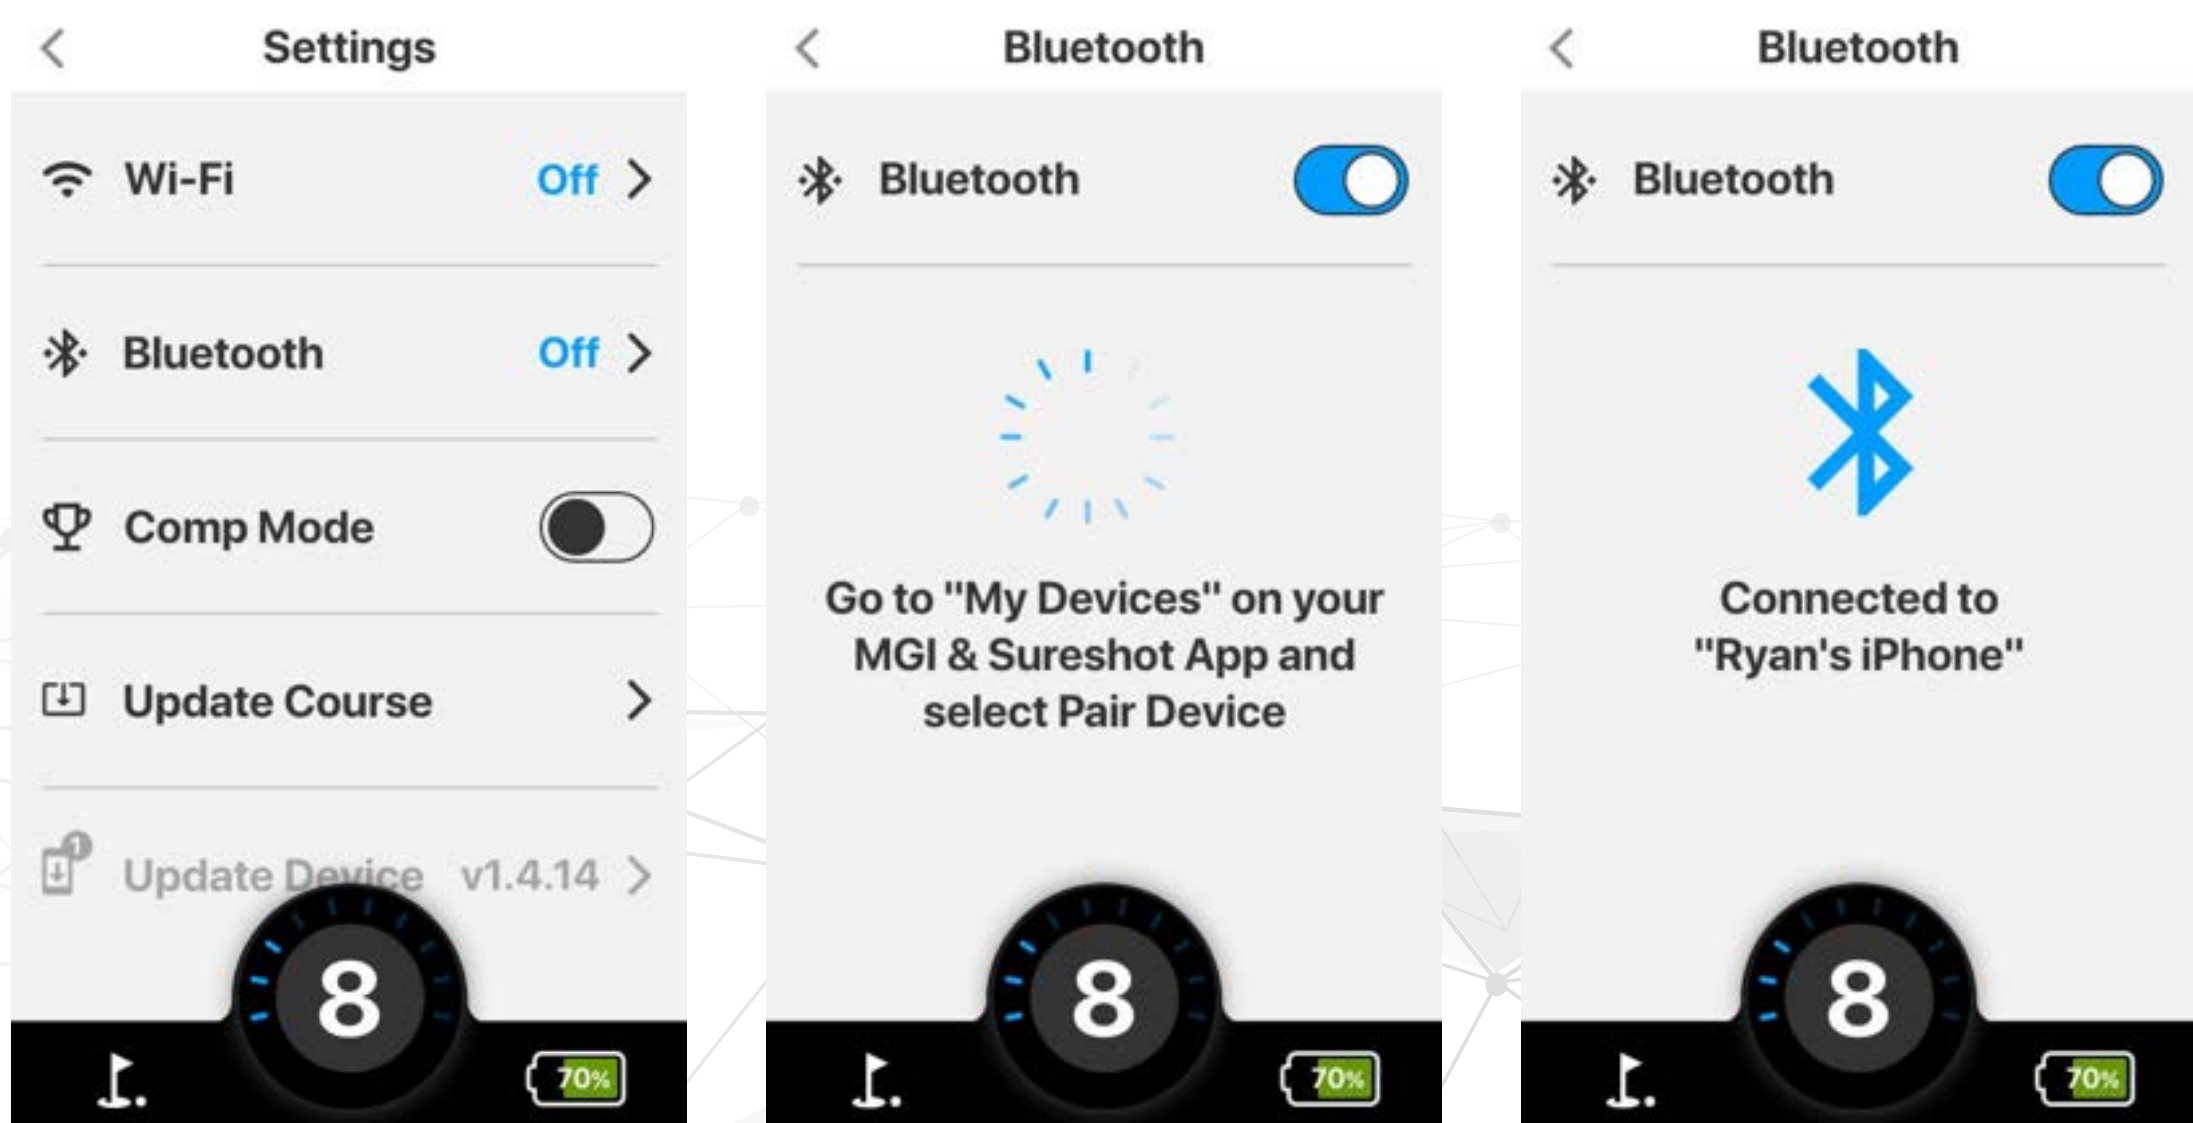 Settings
Wi-Fi Off
Bluetooth Off
Comp Mode
Update Course
1
Update Device v1.4.14
8
70%
Bluetooth
Bluetooth
Go to "My Devices" on your
MGI & Sureshot App and
select Pair Device
8
70%
Bluetooth
Bluetooth
Connected to
"Ryan's iPhone"
8
70%